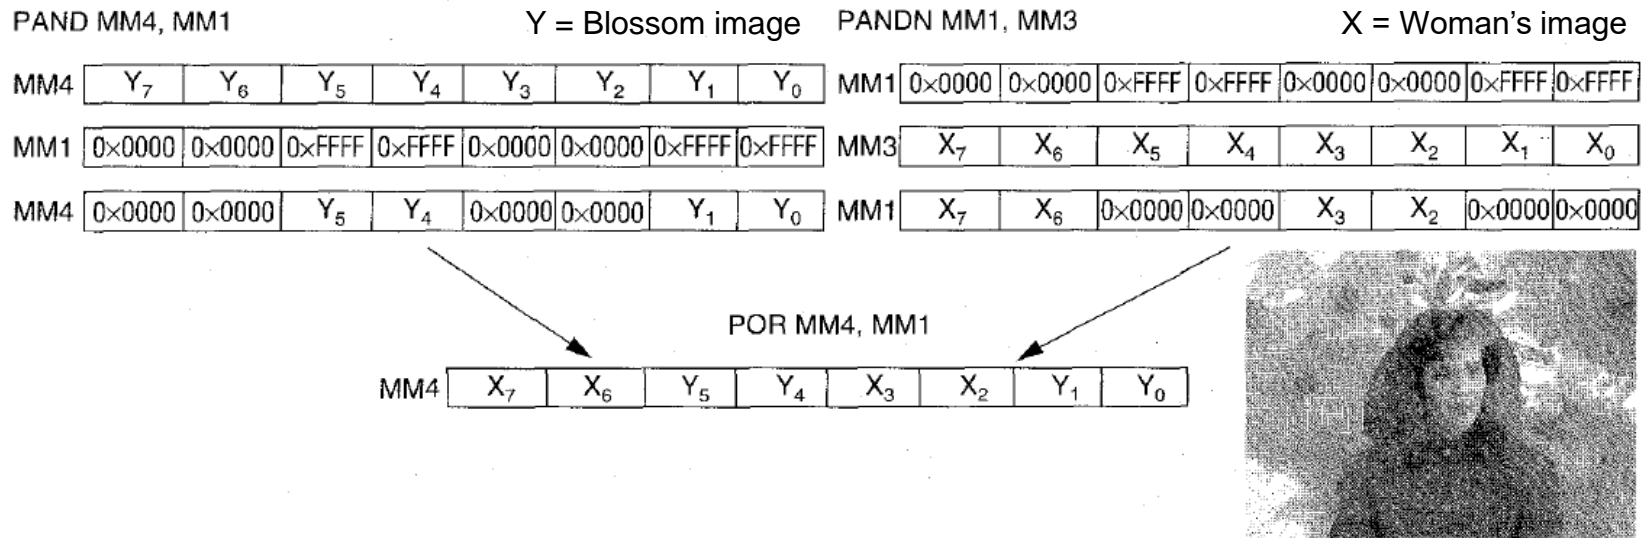 PAND MM4, MM1 Y = Blossom image PANDN MM1, MM3 X = Woman's image
MM4 Y7 Y6 Y5 Y4 Y3 Y2 Y1 Y0 MM1 0×0000 0×0000 0×FFFF 0×FFFF 0×0000 0×0000 0×FFFF 0×FFFF
MM1 0×0000 0×0000 0×FFFF 0×FFFF 0×0000 0×0000 0×FFFF 0×FFFF MM3 X7 X6 X5 X4 X3 X2 X1 X0
MM4 0×0000 0×0000 Y5 Y4 0×0000 0×0000 Y1 Y0 MM1 X7 X6 0×0000 0×0000 X3 X2 0×0000 0×0000
POR MM4, MM1
MM4 X7 X6 Y5 Y4 X3 X2 Y1 Y0